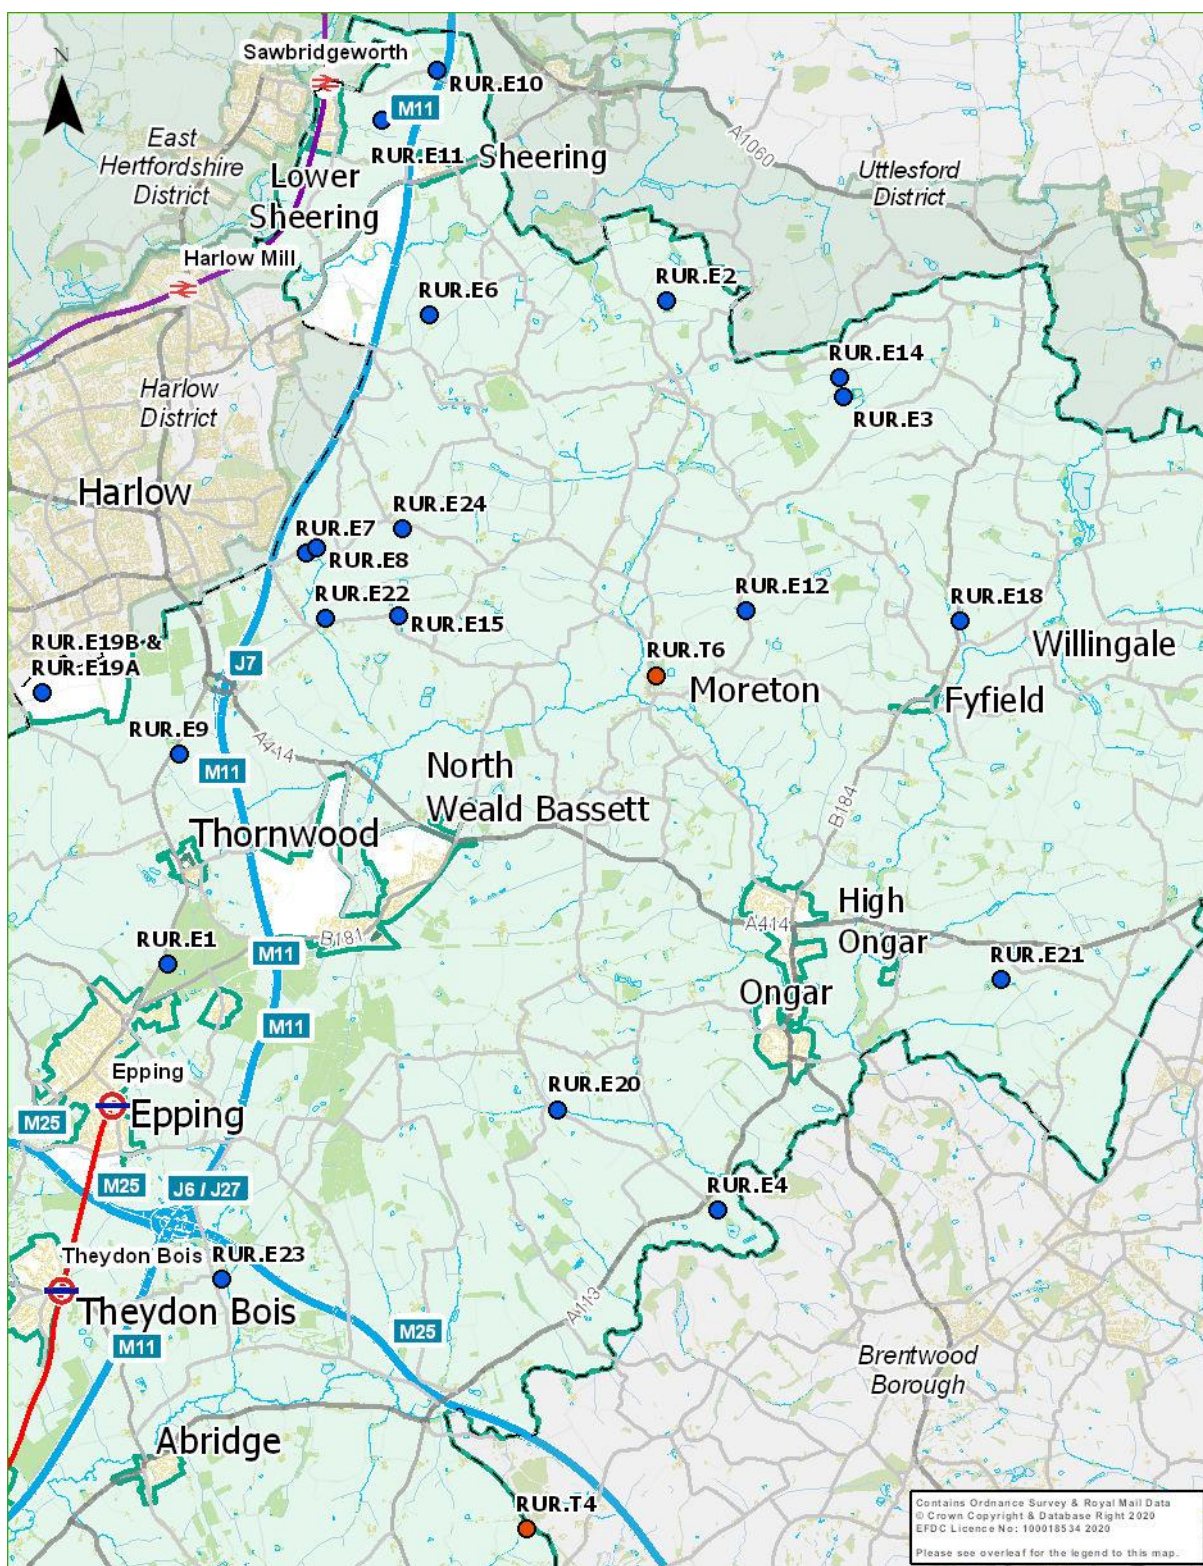 N
Sawbridgeworth
RUR.E10
M11
East
Hertfordshire
District
RUR.E11
Sheering
A1060
Lower
Sheering
Uttlesford
District
Harlow Mill
RUR.E6
RUR.E2
RUR.E14
RUR.E3
Harlow
District
Harlow
RUR.E24
RUR.E7
RUR.E8
RUR.E22
RUR.E15
RUR.E12
RUR.E18
RUR.E19B &
RUR.E19A
J7
RUR.T6
Moreton
Willingale
Fyfield
RUR.E9
A414
M11
North
Weald Bassett
B184
Thornwood
High
Ongar
A414
RUR.E1
B181
M11
RUR.E21
Ongar
M11
Epping
RUR.E20
Epping
M25
M25
J6 / J27
RUR.E4
Theydon Bois
RUR.E23
Theydon Bois
A113
M25
M11
Brentwood
Borough
Abridge
RUR.T4
Contains Ordnance Survey & Royal Mail Data
© Crown Copyright & Database Right 2020
EFDC Licence No: 100018534 2020
Please see overleaf for the legend to this map.